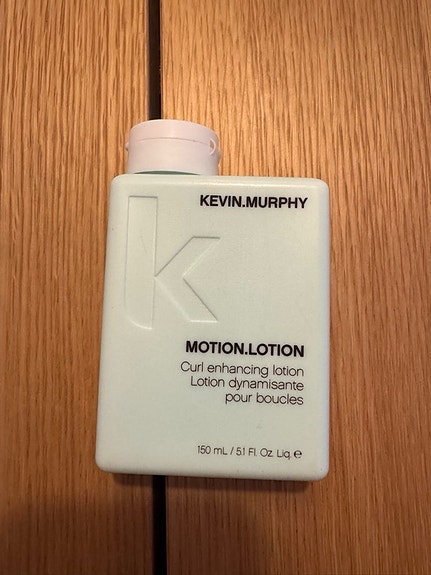 KEVIN.MURPHY
MOTION.LOTION
Curl enhancing lotion
Lotion dynamisante
pour boucles
150 mL / 5.1 Fl. Oz. Liq. ℮